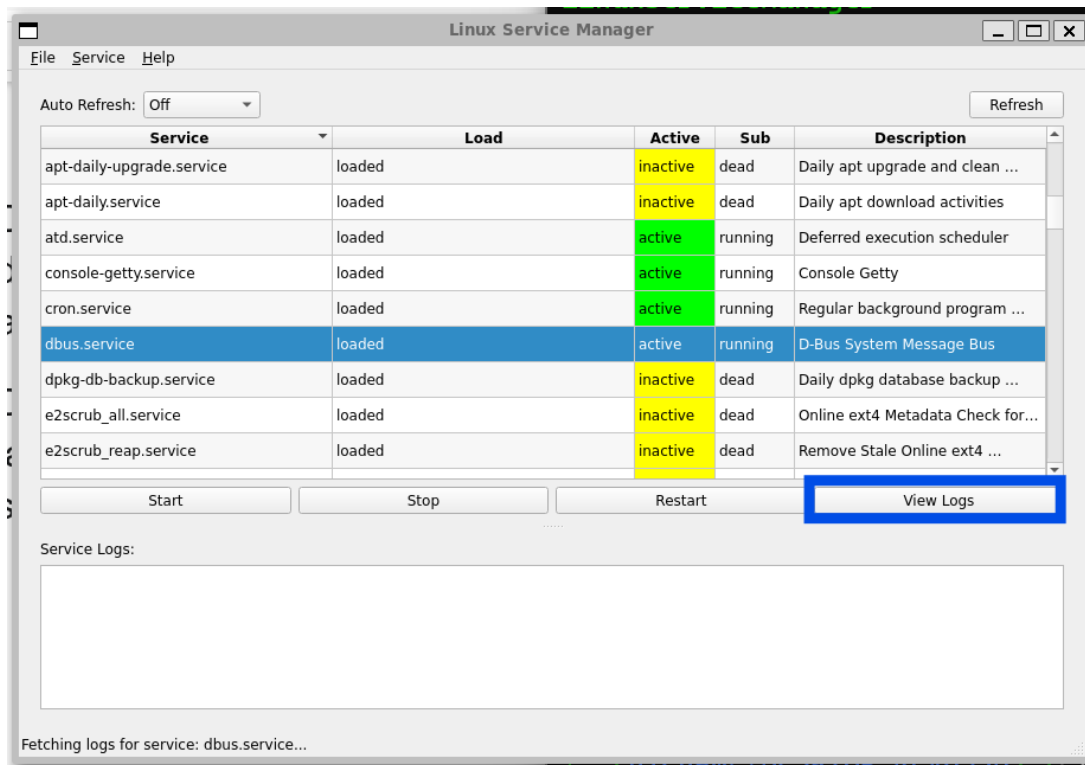 Linux Service Manager
File Service Help
Auto Refresh: Off Refresh
Service Load Active Sub Description
apt-daily-upgrade.service loaded inactive dead Daily apt upgrade and clean ...
apt-daily.service loaded inactive dead Daily apt download activities
atd.service loaded active running Deferred execution scheduler
console-getty.service loaded active running Console Getty
cron.service loaded active running Regular background program ...
dbus.service loaded active running D-Bus System Message Bus
dpkg-db-backup.service loaded inactive dead Daily dpkg database backup ...
e2scrub_all.service loaded inactive dead Online ext4 Metadata Check for...
e2scrub_reap.service loaded inactive dead Remove Stale Online ext4 ...
Start Stop Restart View Logs
Service Logs:
Fetching logs for service: dbus.service...